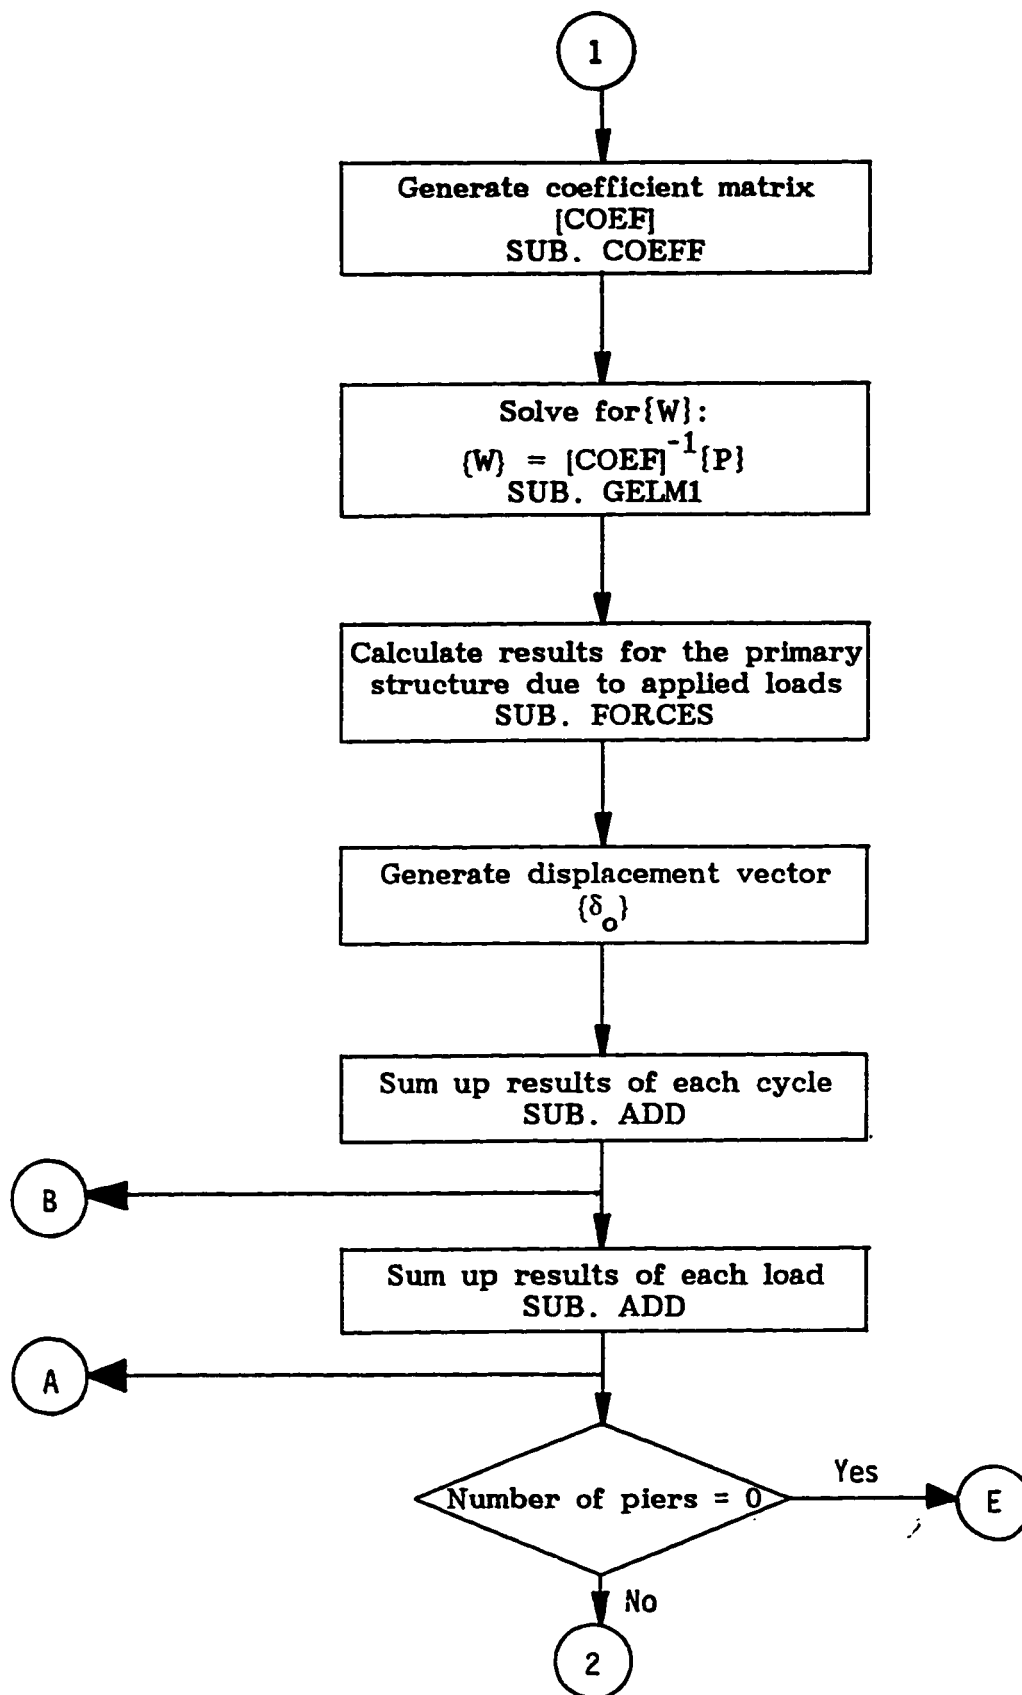 1
Generate coefficient matrix
[COEF]
SUB. COEFF
Solve for{W}:
{W} = [COEF]⁻¹{P}
SUB. GELM1
Calculate results for the primary
structure due to applied loads
SUB. FORCES
Generate displacement vector
{δₒ}
Sum up results of each cycle
SUB. ADD
B
Sum up results of each load
SUB. ADD
A
Number of piers = 0
Yes
E
No
2